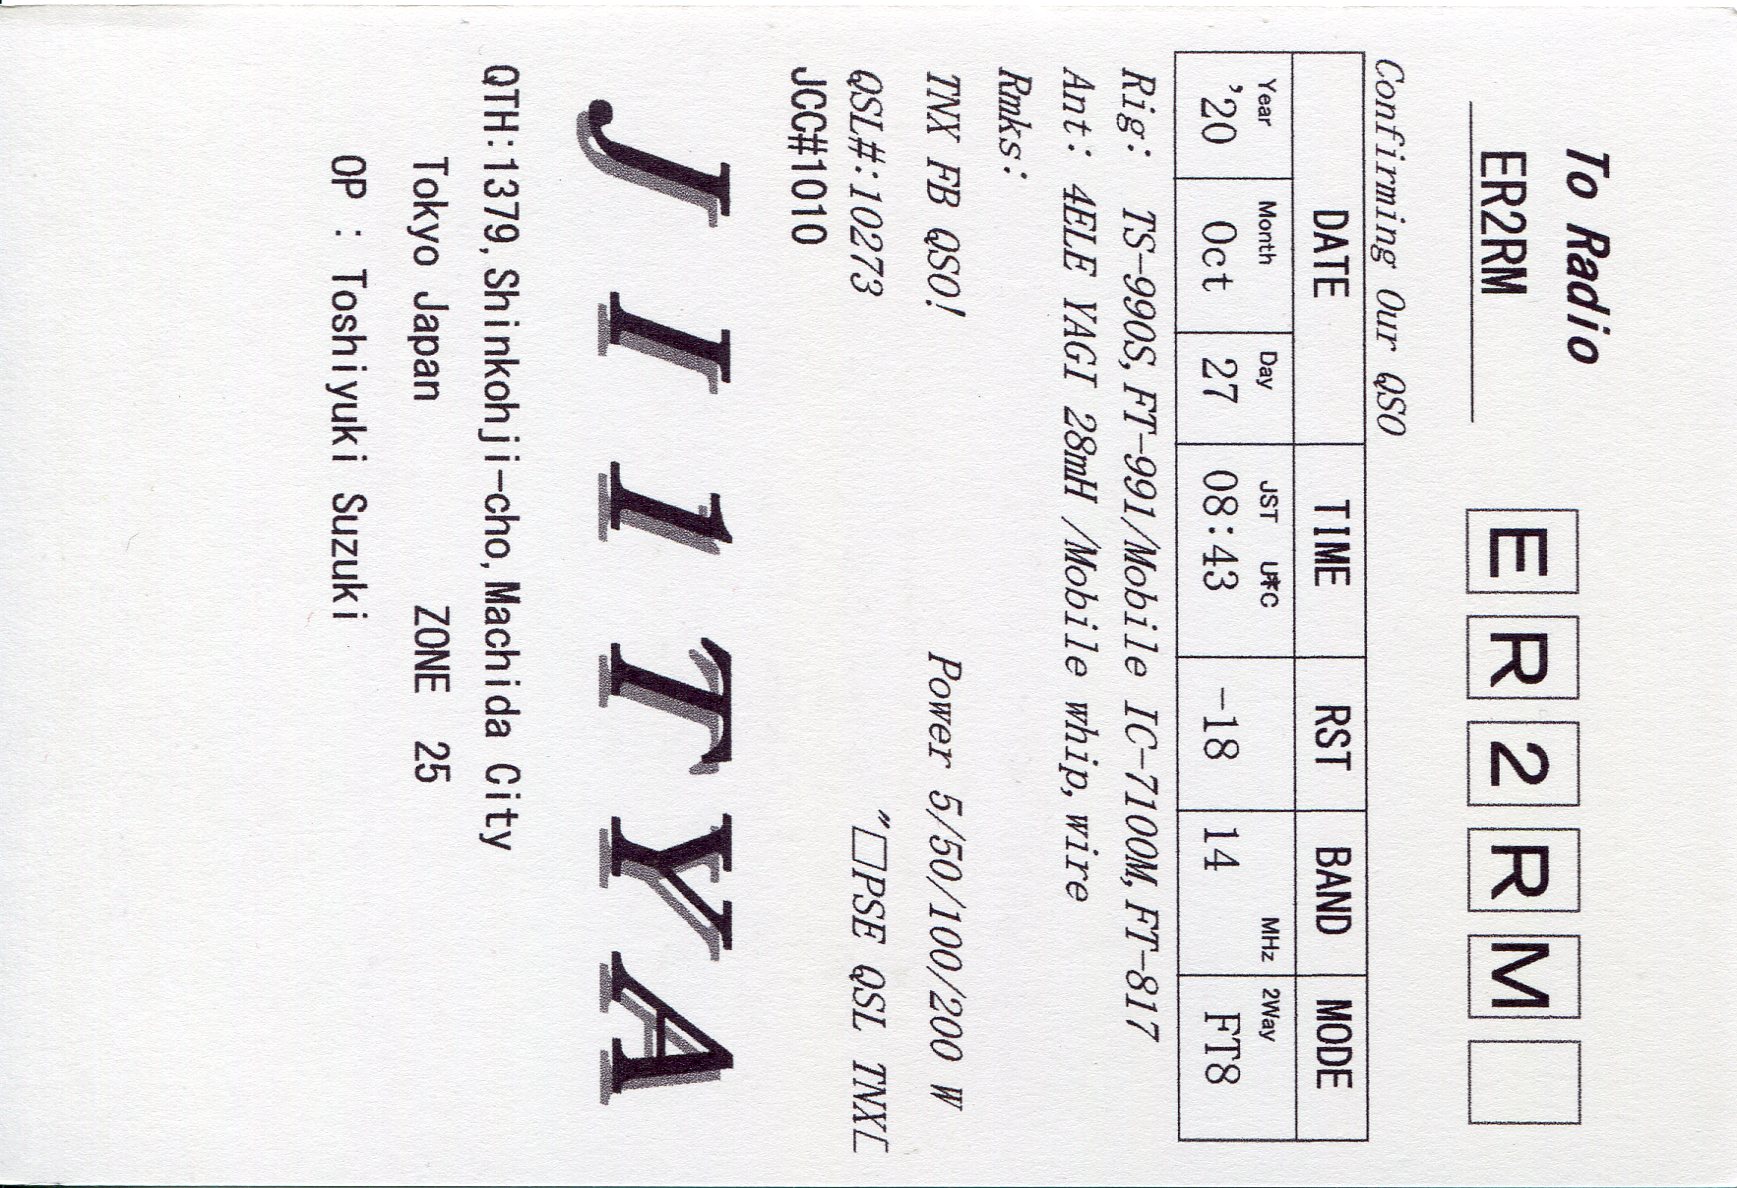 To Radio
ER2RM
E R 2 R M
Confirming Our QSO
DATE TIME RST BAND MODE
Year Month Day JST U*C MHz 2Way
'20 Oct 27 08:43 -18 14 FT8
Rig: TS-990S,FT-991/Mobile IC-7100M,FT-817
Ant: 4ELE YAGI 28mH /Mobile whip,wire
Rmks:
TNX FB QSO! Power 5/50/100/200 W
QSL#:10273 "□PSE QSL TNX
JCC#1010
JI1TYA
QTH:1379,Shinkohji-cho,Machida City
Tokyo Japan ZONE 25
OP : Toshiyuki Suzuki